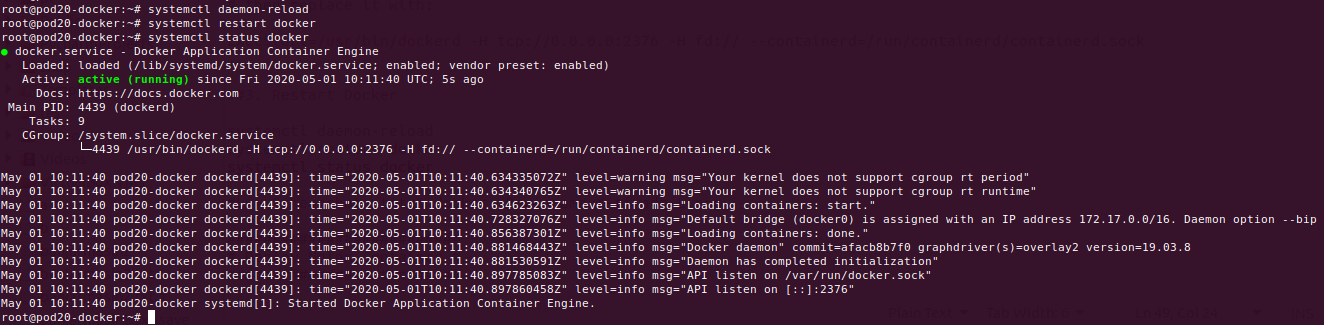 root@pod20-docker:~# systemctl daemon-reload
root@pod20-docker:~# systemctl restart docker
root@pod20-docker:~# systemctl status docker
● docker.service - Docker Application Container Engine
   Loaded: loaded (/lib/systemd/system/docker.service; enabled; vendor preset: enabled)
   Active: active (running) since Fri 2020-05-01 10:11:40 UTC; 5s ago
     Docs: https://docs.docker.com
 Main PID: 4439 (dockerd)
    Tasks: 9
   CGroup: /system.slice/docker.service
           └─4439 /usr/bin/dockerd -H tcp://0.0.0.0:2376 -H fd:// --containerd=/run/containerd/containerd.sock
May 01 10:11:40 pod20-docker dockerd[4439]: time="2020-05-01T10:11:40.634335072Z" level=warning msg="Your kernel does not support cgroup rt period"
May 01 10:11:40 pod20-docker dockerd[4439]: time="2020-05-01T10:11:40.634340765Z" level=warning msg="Your kernel does not support cgroup rt runtime"
May 01 10:11:40 pod20-docker dockerd[4439]: time="2020-05-01T10:11:40.634623263Z" level=info msg="Loading containers: start."
May 01 10:11:40 pod20-docker dockerd[4439]: time="2020-05-01T10:11:40.728327076Z" level=info msg="Default bridge (docker0) is assigned with an IP address 172.17.0.0/16. Daemon option --bip
May 01 10:11:40 pod20-docker dockerd[4439]: time="2020-05-01T10:11:40.856387301Z" level=info msg="Loading containers: done."
May 01 10:11:40 pod20-docker dockerd[4439]: time="2020-05-01T10:11:40.881468443Z" level=info msg="Docker daemon" commit=afacb8b7f0 graphdriver(s)=overlay2 version=19.03.8
May 01 10:11:40 pod20-docker dockerd[4439]: time="2020-05-01T10:11:40.881530591Z" level=info msg="Daemon has completed initialization"
May 01 10:11:40 pod20-docker dockerd[4439]: time="2020-05-01T10:11:40.897785083Z" level=info msg="API listen on /var/run/docker.sock"
May 01 10:11:40 pod20-docker dockerd[4439]: time="2020-05-01T10:11:40.897860458Z" level=info msg="API listen on [::]:2376"
May 01 10:11:40 pod20-docker systemd[1]: Started Docker Application Container Engine.
root@pod20-docker:~#